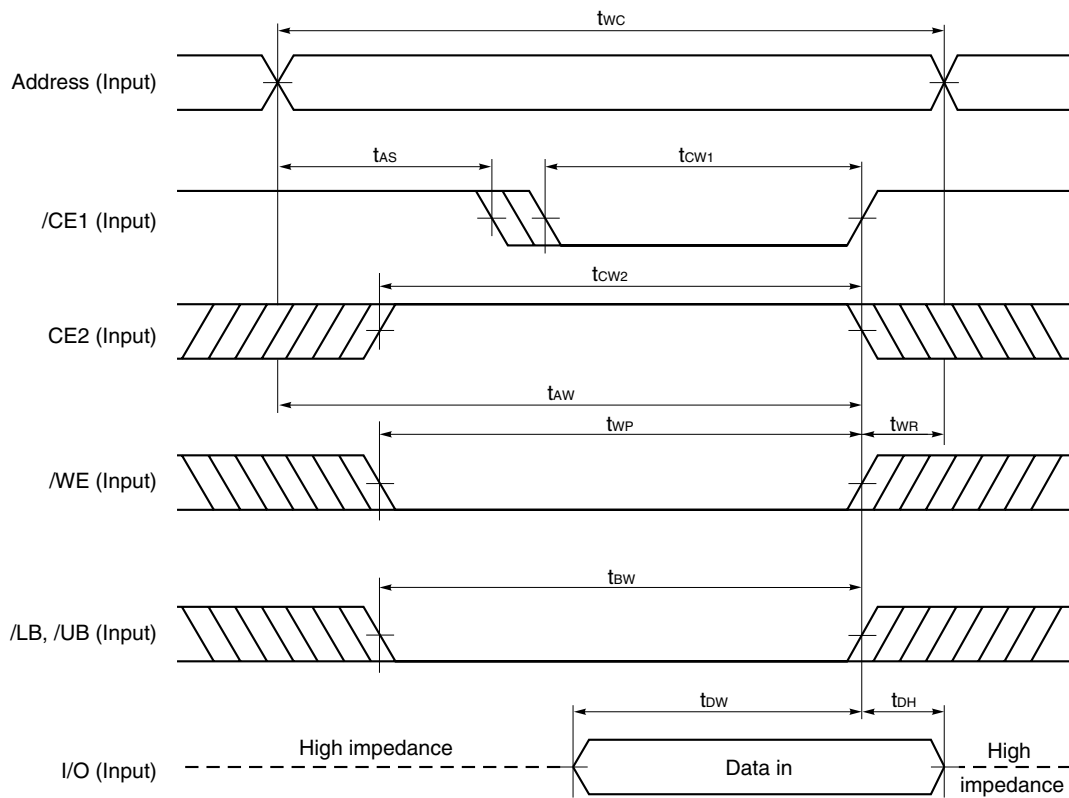 tWC
Address (Input)
tAS
tCW1
/CE1 (Input)
tCW2
CE2 (Input)
tAW
tWP
tWR
/WE (Input)
tBW
/LB, /UB (Input)
tDW
tDH
I/O (Input)
High impedance
Data in
High
impedance